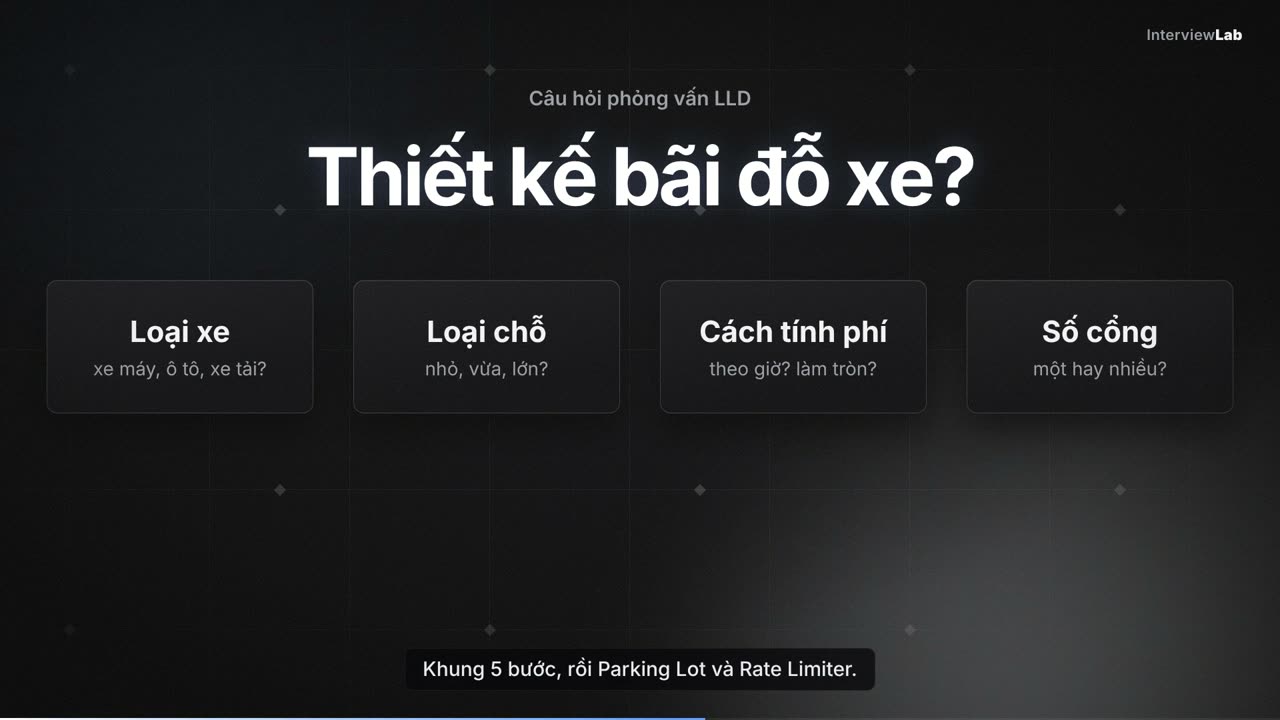 InterviewLab
Câu hỏi phỏng vấn LLD
Thiết kế bãi đỗ xe?
Loại xe
xe máy, ô tô, xe tải?
Loại chỗ
nhỏ, vừa, lớn?
Cách tính phí
theo giờ? làm tròn?
Số cổng
một hay nhiều?
Khung 5 bước, rồi Parking Lot và Rate Limiter.